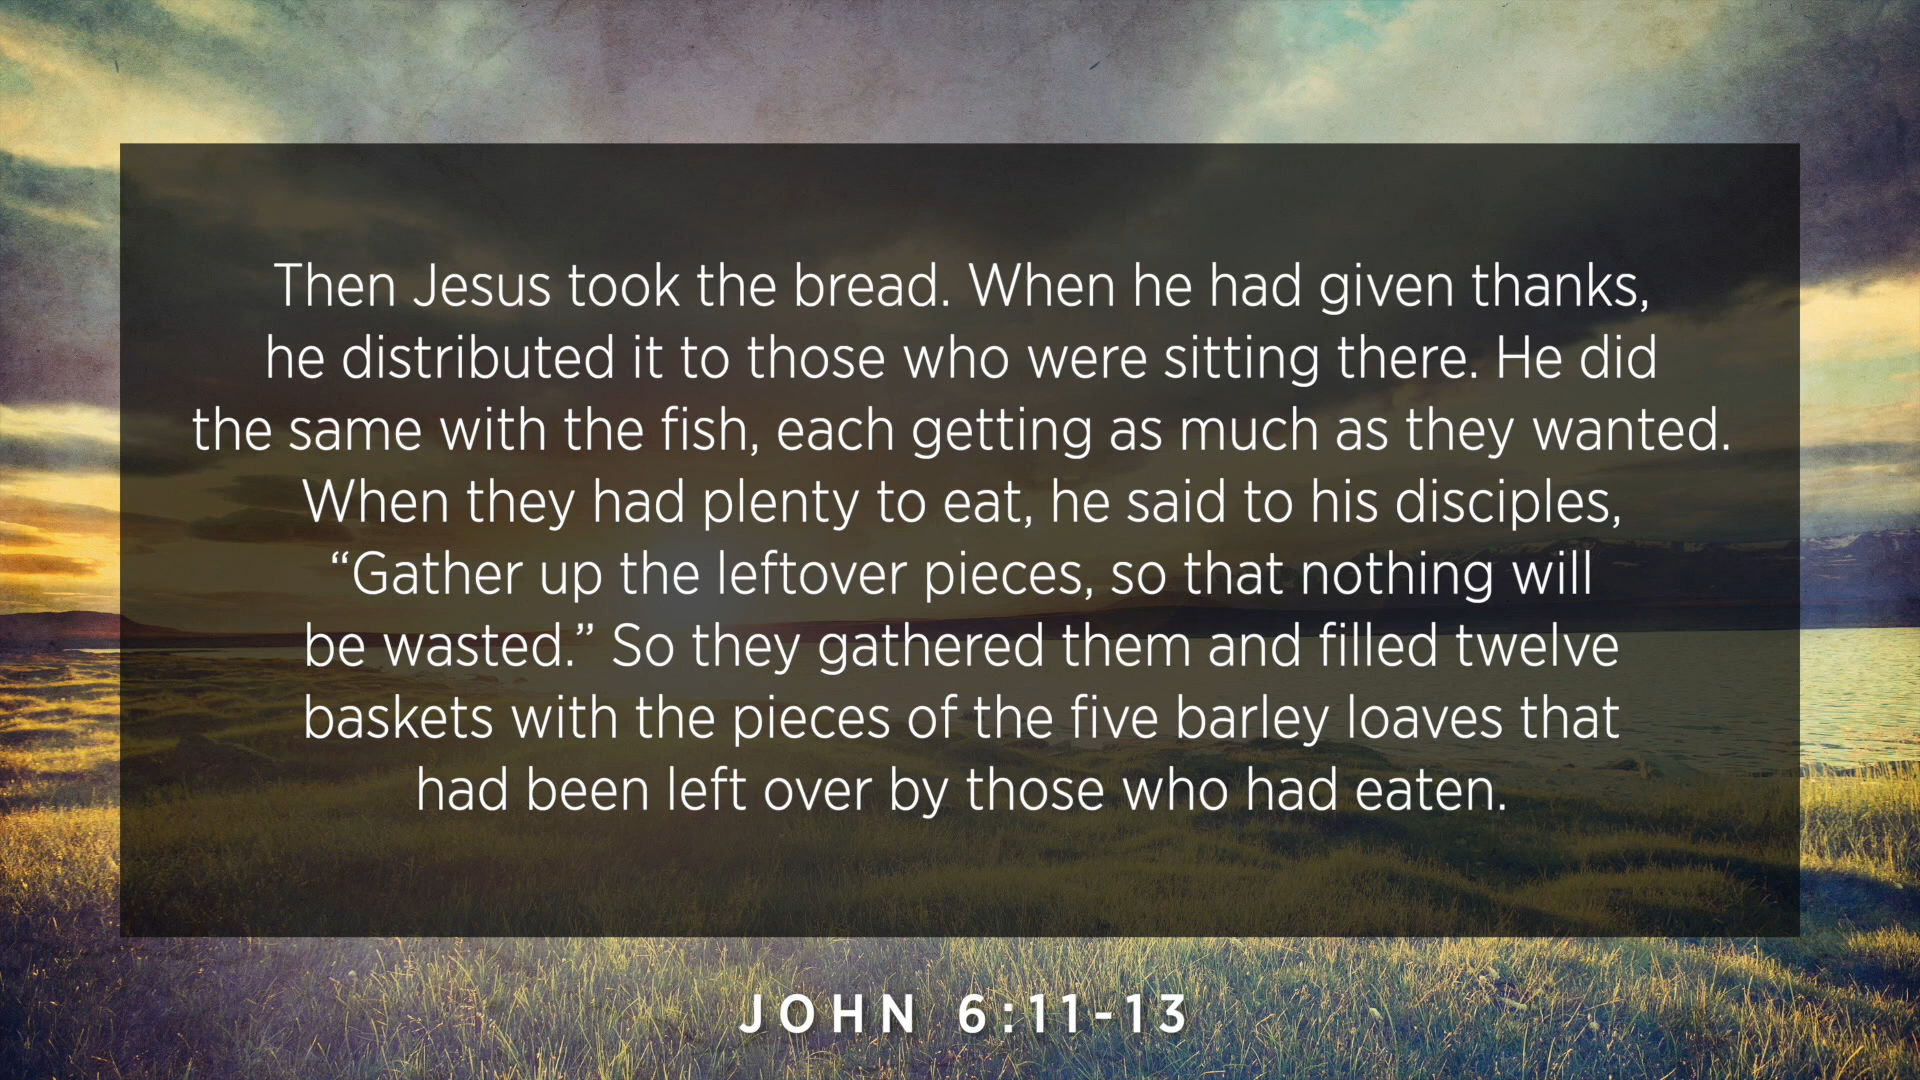 Then Jesus took the bread. When he had given thanks,
he distributed it to those who were sitting there. He did
the same with the fish, each getting as much as they wanted.
When they had plenty to eat, he said to his disciples,
“Gather up the leftover pieces, so that nothing will
be wasted.” So they gathered them and filled twelve
baskets with the pieces of the five barley loaves that
had been left over by those who had eaten.
JOHN 6:11-13